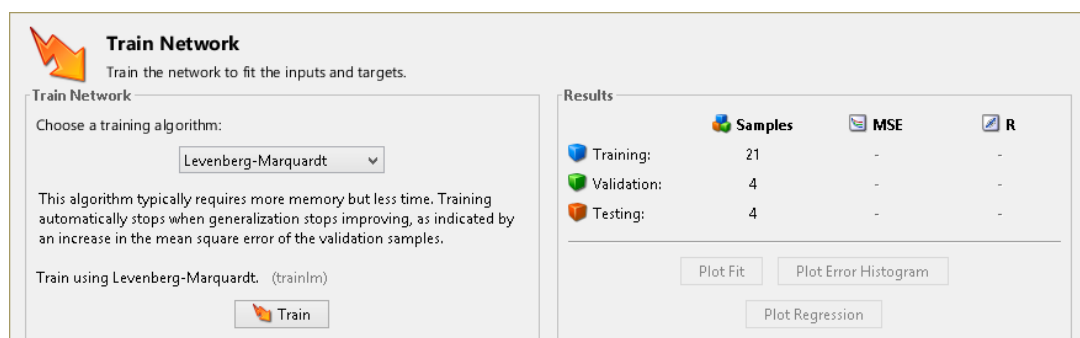 Train Network
Train the network to fit the inputs and targets.
Train Network
Choose a training algorithm:
Levenberg-Marquardt
This algorithm typically requires more memory but less time. Training
automatically stops when generalization stops improving, as indicated by
an increase in the mean square error of the validation samples.
Train using Levenberg-Marquardt. (trainlm)
Train
Results
Samples MSE R
Training: 21 - -
Validation: 4 - -
Testing: 4 - -
Plot Fit Plot Error Histogram
Plot Regression